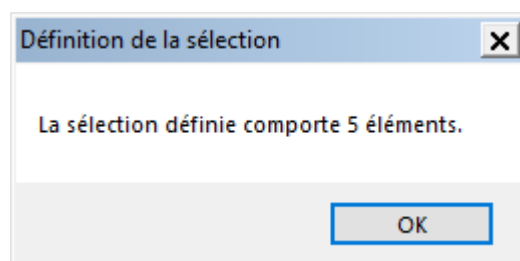 Définition de la sélection
La sélection définie comporte 5 éléments.
OK